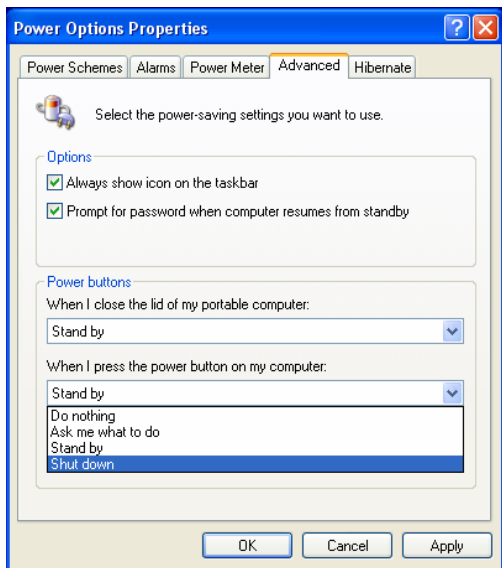 Power Options Properties
Power Schemes Alarms Power Meter Advanced Hibernate
Select the power-saving settings you want to use.
Options
Always show icon on the taskbar
Prompt for password when computer resumes from standby
Power buttons
When I close the lid of my portable computer:
Stand by
When I press the power button on my computer:
Stand by
Do nothing
Ask me what to do
Stand by
Shut down
OK Cancel Apply